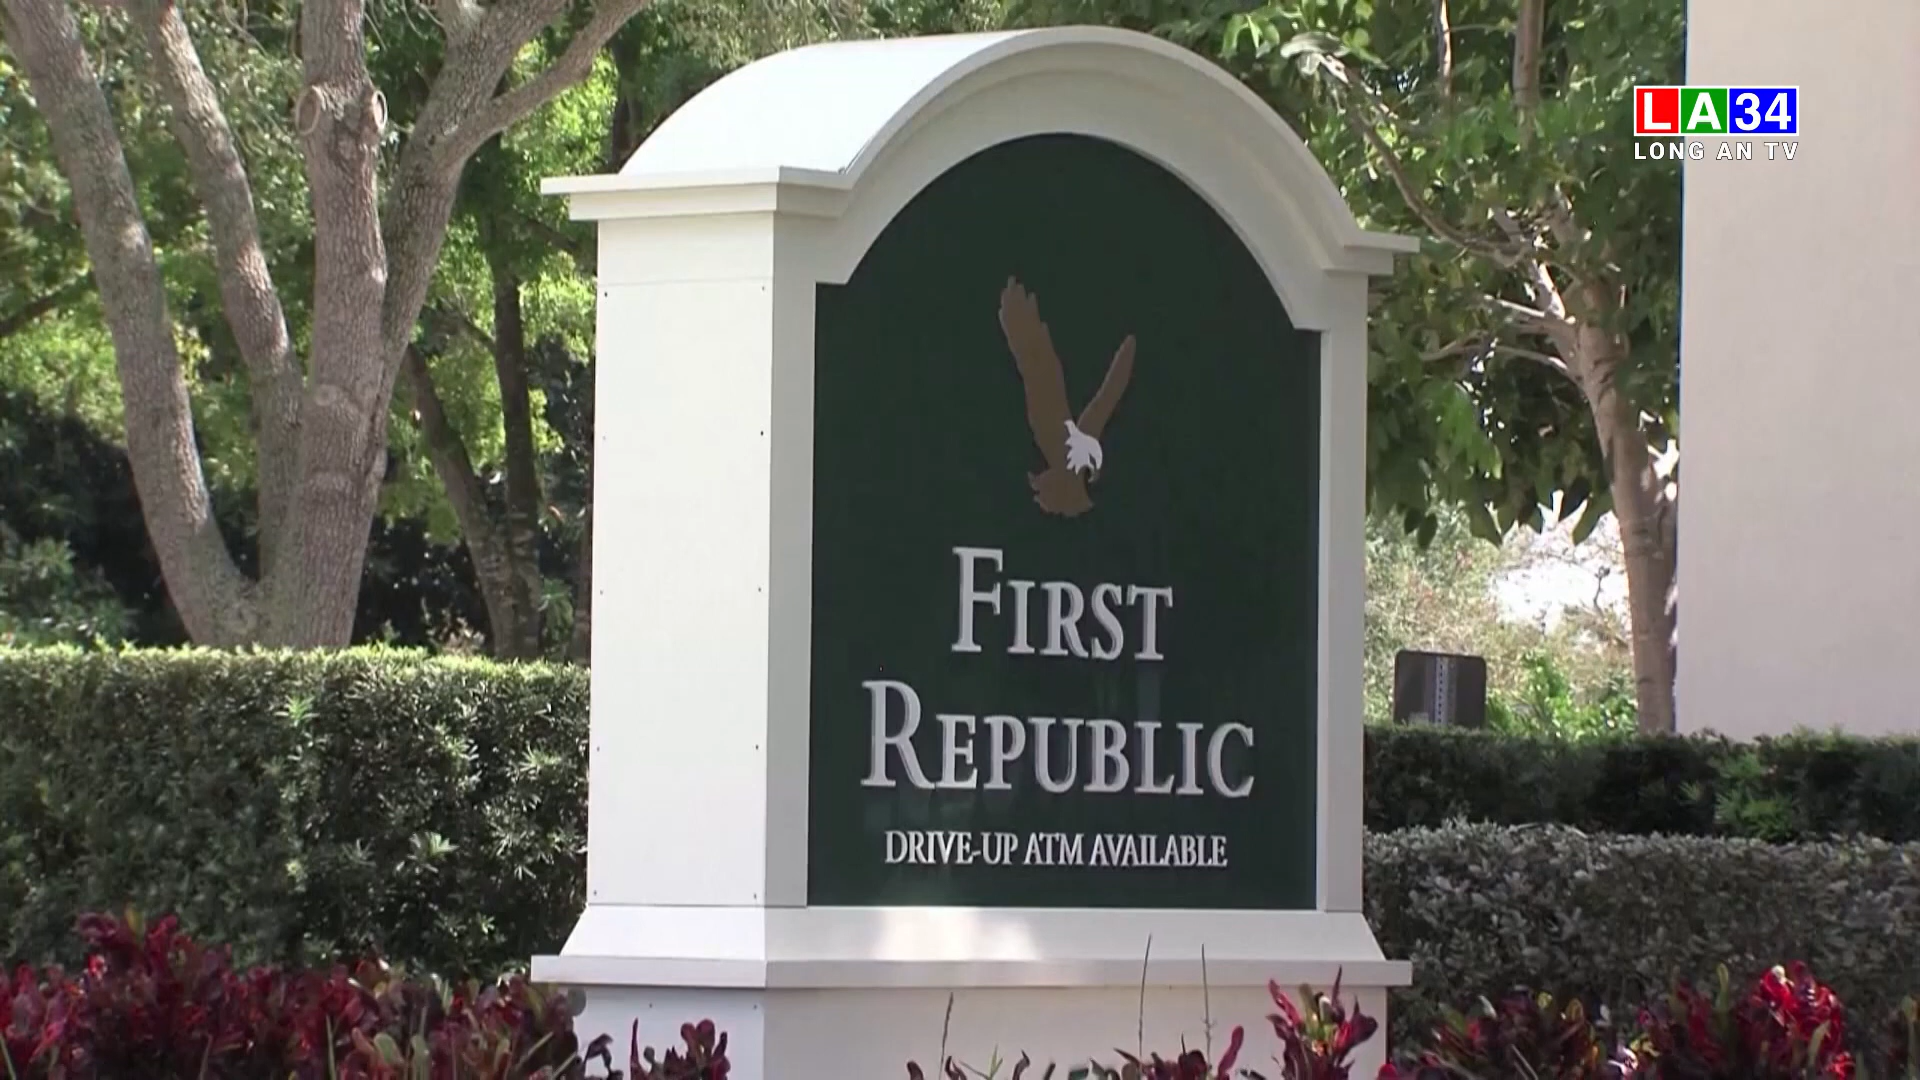 LA34
LONG AN TV
FIRST
REPUBLIC
DRIVE-UP ATM AVAILABLE